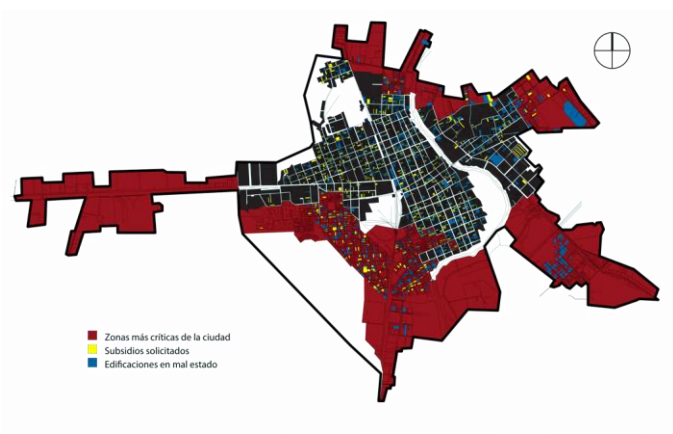 Zonas más críticas de la ciudad
Subsidios solicitados
Edificaciones en mal estado